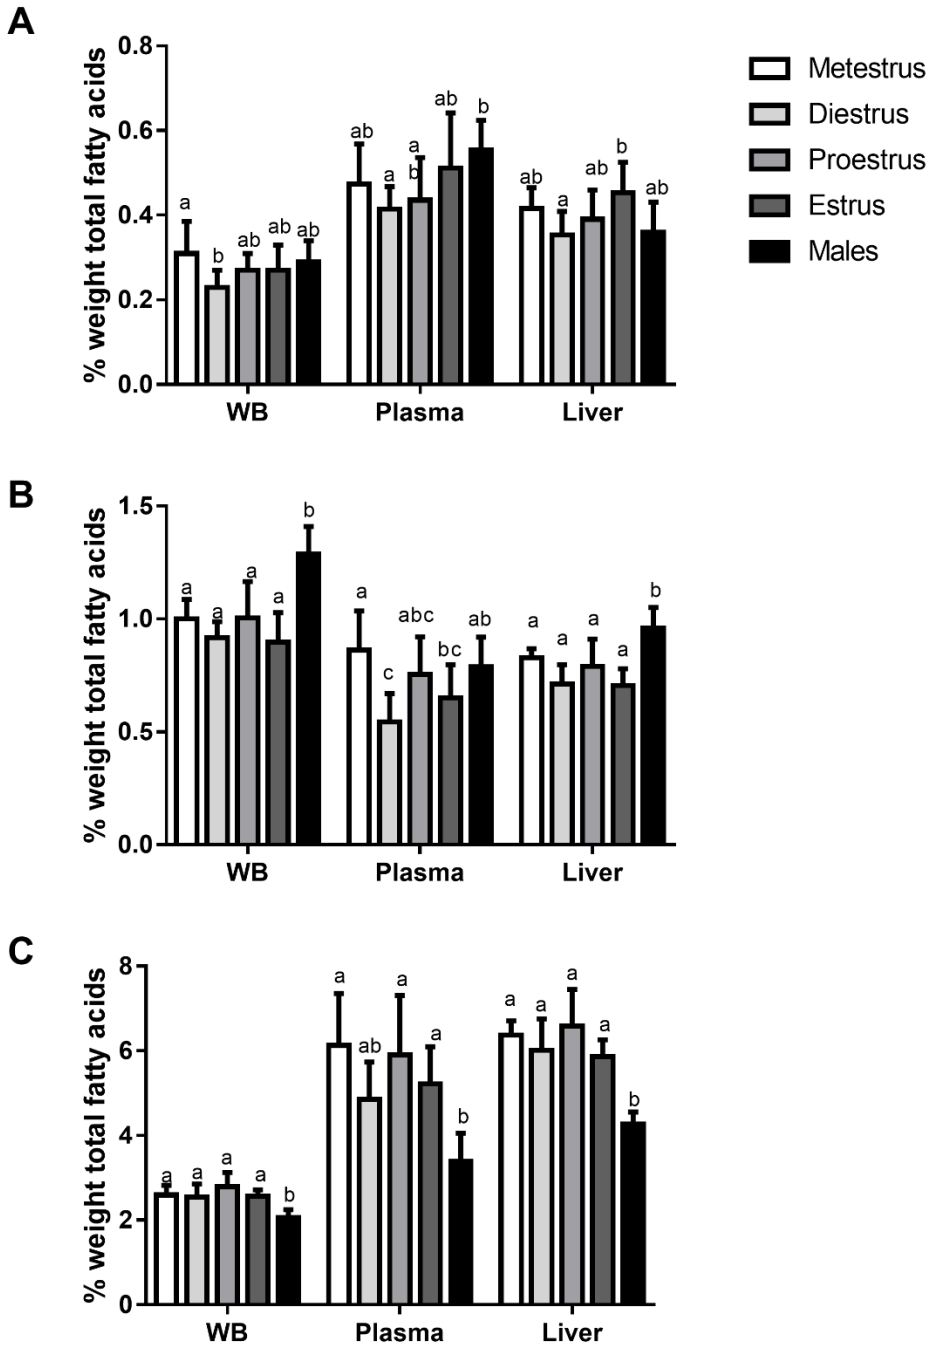 A
% weight total fatty acids
0.8
0.6
0.4
0.2
0.0
a
b
ab
ab
ab
ab
a
a
b
ab
b
ab
a
ab
b
ab
WB
Plasma
Liver
Metestrus
Diestrus
Proestrus
Estrus
Males
B
% weight total fatty acids
1.5
1.0
0.5
0.0
a
a
a
a
b
a
c
abc
bc
ab
a
a
a
a
b
WB
Plasma
Liver
C
% weight total fatty acids
8
6
4
2
0
a
a
a
a
b
a
ab
a
a
b
a
a
a
a
b
WB
Plasma
Liver